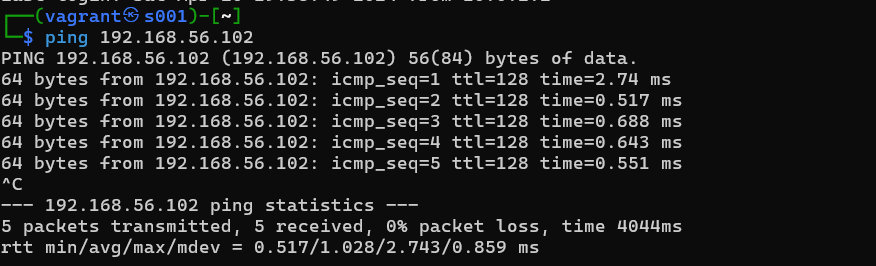 (vagrant㉿s001)-[~]
$ ping 192.168.56.102
PING 192.168.56.102 (192.168.56.102) 56(84) bytes of data.
64 bytes from 192.168.56.102: icmp_seq=1 ttl=128 time=2.74 ms
64 bytes from 192.168.56.102: icmp_seq=2 ttl=128 time=0.517 ms
64 bytes from 192.168.56.102: icmp_seq=3 ttl=128 time=0.688 ms
64 bytes from 192.168.56.102: icmp_seq=4 ttl=128 time=0.643 ms
64 bytes from 192.168.56.102: icmp_seq=5 ttl=128 time=0.551 ms
^C
--- 192.168.56.102 ping statistics ---
5 packets transmitted, 5 received, 0% packet loss, time 4044ms
rtt min/avg/max/mdev = 0.517/1.028/2.743/0.859 ms